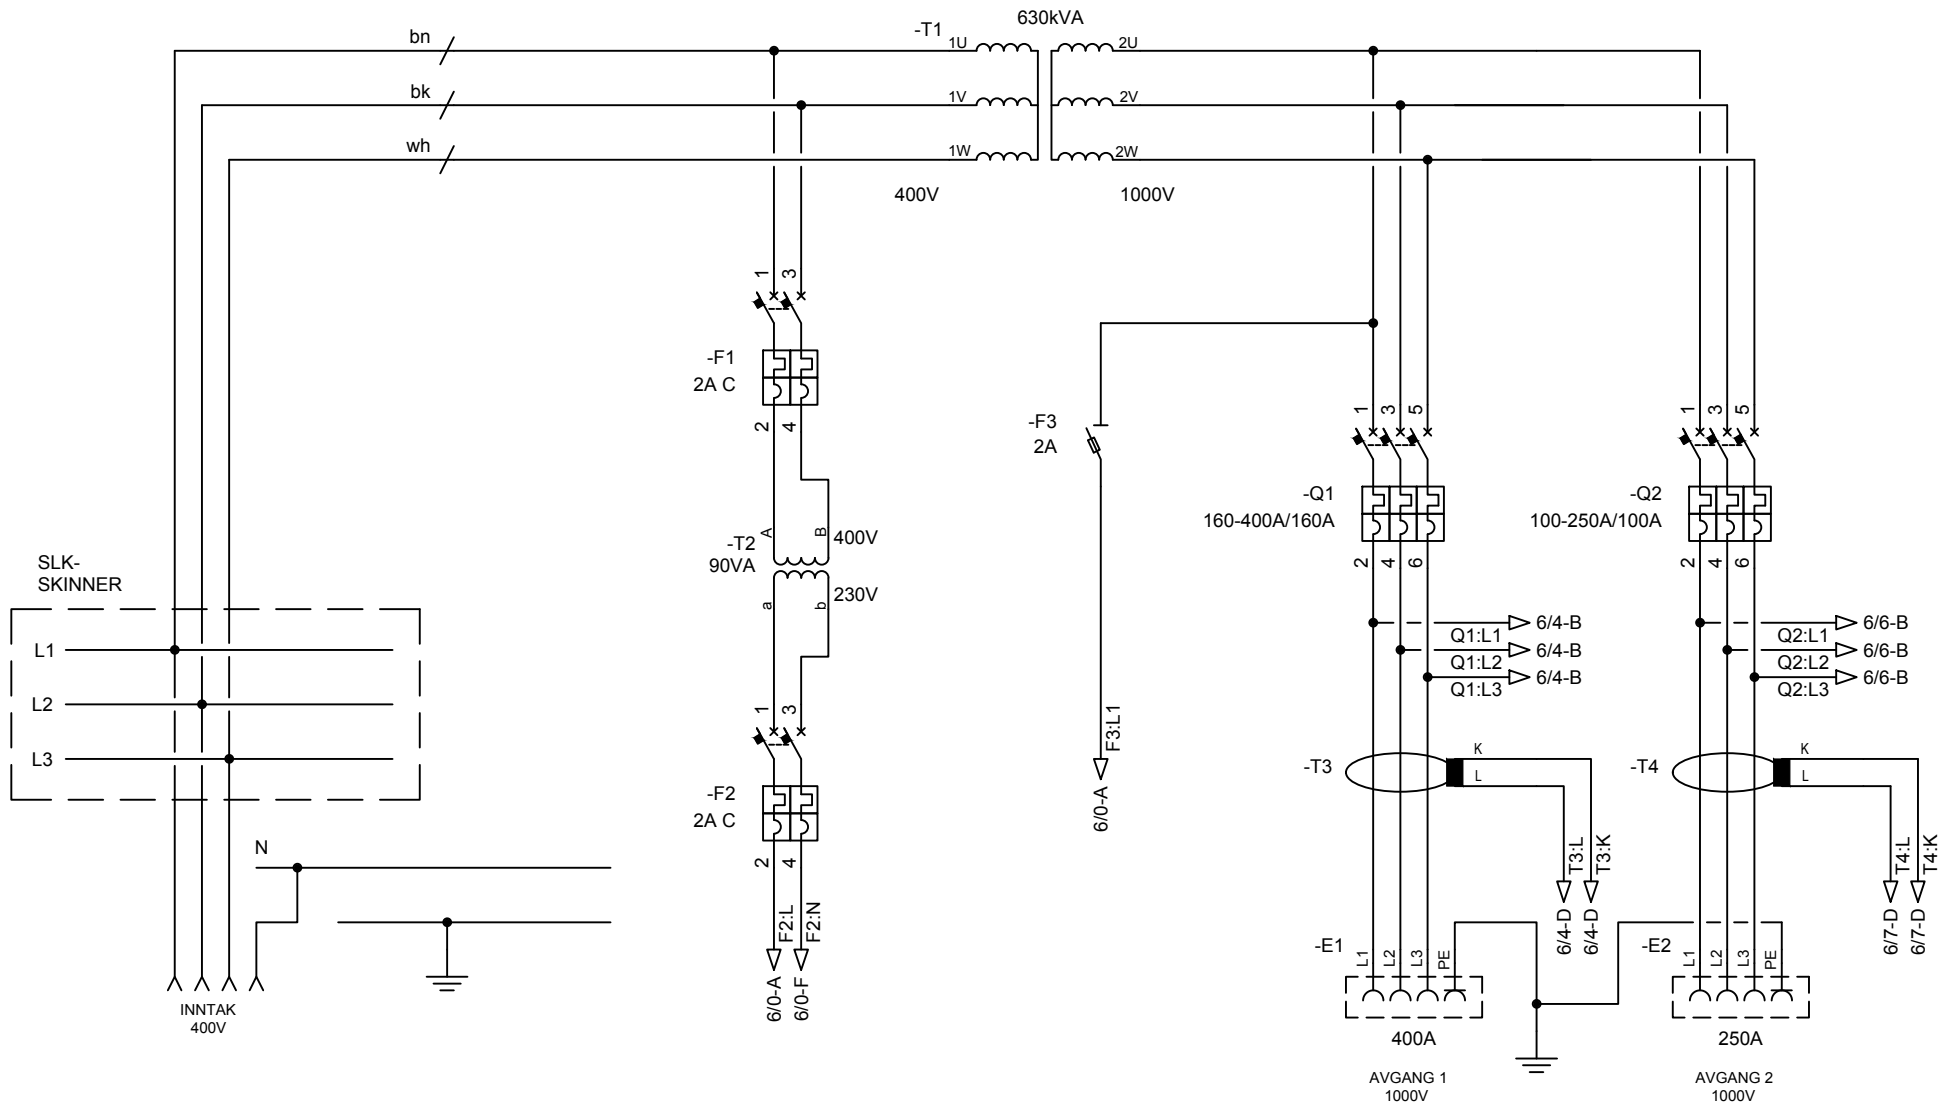 630kVA
-T1
bn
1U
2U
bk
1V
2V
wh
1W
2W
400V
1000V
1 3
-F1
2A C
2 4
-F3
2A
1 3 5
1 3 5
-Q1
160-400A/160A
-Q2
100-250A/100A
2 4 6
2 4 6
A B
400V
-T2
90VA
a b
230V
SLK-
SKINNER
L1
L2
L3
Q1:L1 6/4-B
Q1:L2 6/4-B
Q1:L3 6/4-B
Q2:L1 6/6-B
Q2:L2 6/6-B
Q2:L3 6/6-B
1 3
-F2
2A C
2 4
F2:L
F2:N
6/0-A
6/0-F
F3:L1
6/0-A
-T3
K
L
-T4
K
L
T3:L
T3:K
6/4-D
6/4-D
T4:L
T4:K
6/7-D
6/7-D
N
INNTAK
400V
-E1
L1 L2 L3 PE
-E2
L1 L2 L3 PE
400A
250A
AVGANG 1
1000V
AVGANG 2
1000V